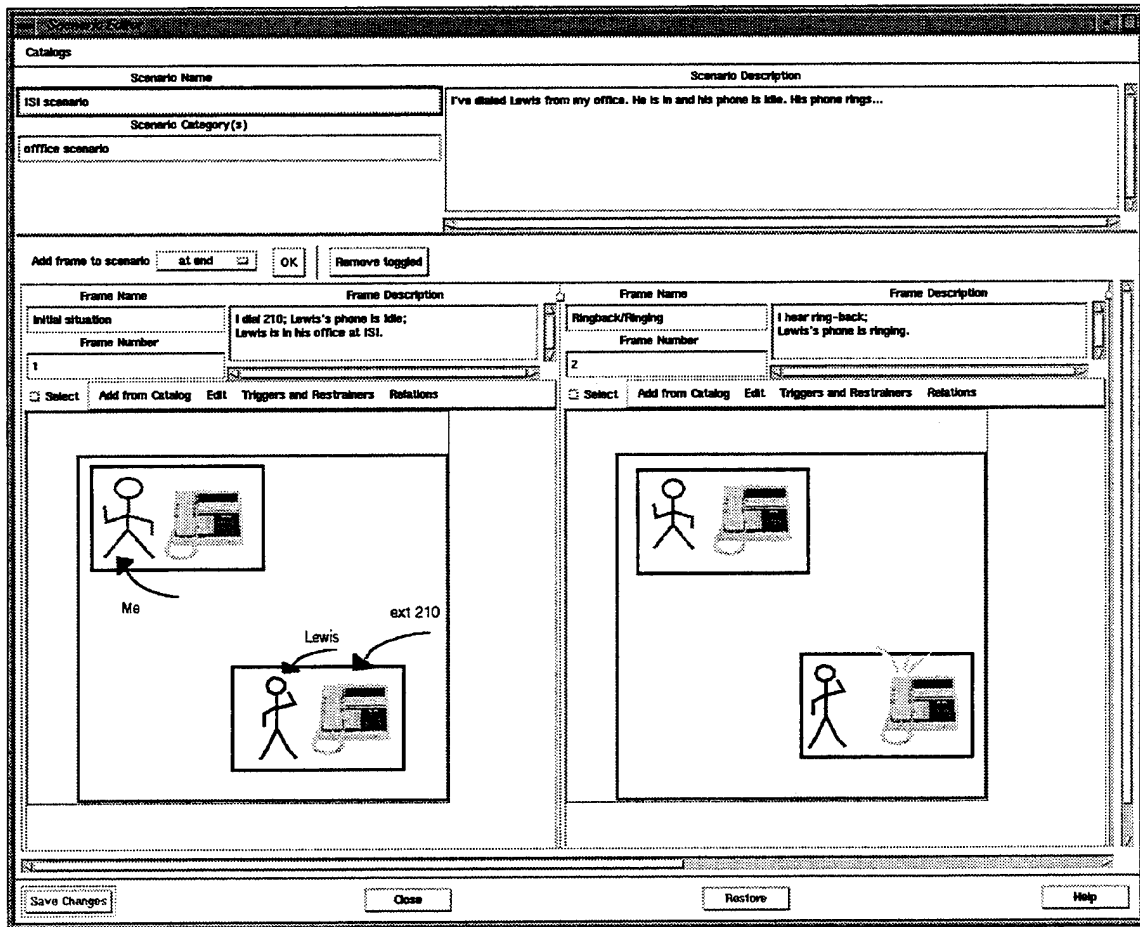 Scenario Editor
Catalogs
Scenario Name
ISI scenario
Scenario Category(s)
offfice scenario
Scenario Description
I've dialed Lewis from my office. He is in and his phone is idle. His phone rings...
Add frame to scenario at end OK Remove toggled
Frame Name
Initial situation
Frame Number
1
Frame Description
I dial 210; Lewis's phone is idle;
Lewis is in his office at ISI.
Select Add from Catalog Edit Triggers and Restrainers Relations
Me
Lewis
ext 210
Frame Name
Ringback/Ringing
Frame Number
2
Frame Description
I hear ring-back;
Lewis's phone is ringing.
Select Add from Catalog Edit Triggers and Restrainers Relations
Save Changes Close Restore Help